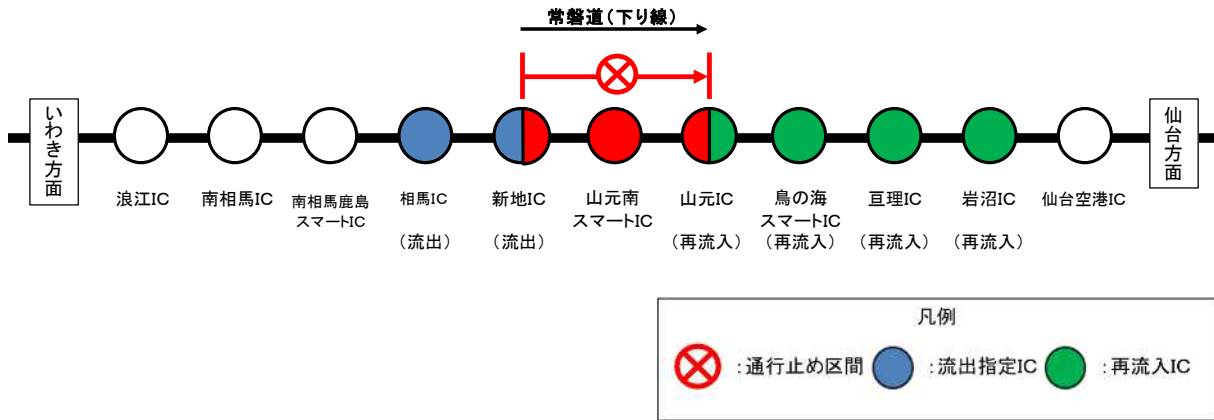 常磐道（下り線）
いわき方面
仙台方面
浪江IC
南相馬IC
南相馬鹿島
スマートIC
相馬IC
（流出）
新地IC
（流出）
山元南
スマートIC
山元IC
（再流入）
鳥の海
スマートIC
（再流入）
亘理IC
（再流入）
岩沼IC
（再流入）
仙台空港IC
凡例
：通行止め区間
：流出指定IC
：再流入IC